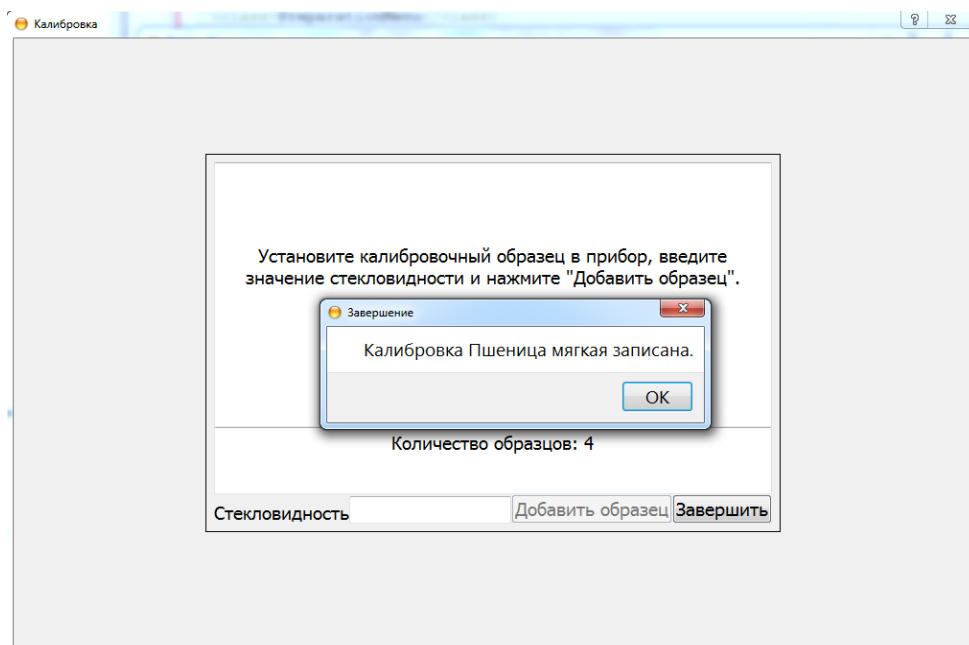 Калибровка
Установите калибровочный образец в прибор, введите
значение стекловидности и нажмите "Добавить образец".
Завершение
Калибровка Пшеница мягкая записана.
OK
Количество образцов: 4
Стекловидность
Добавить образец
Завершить